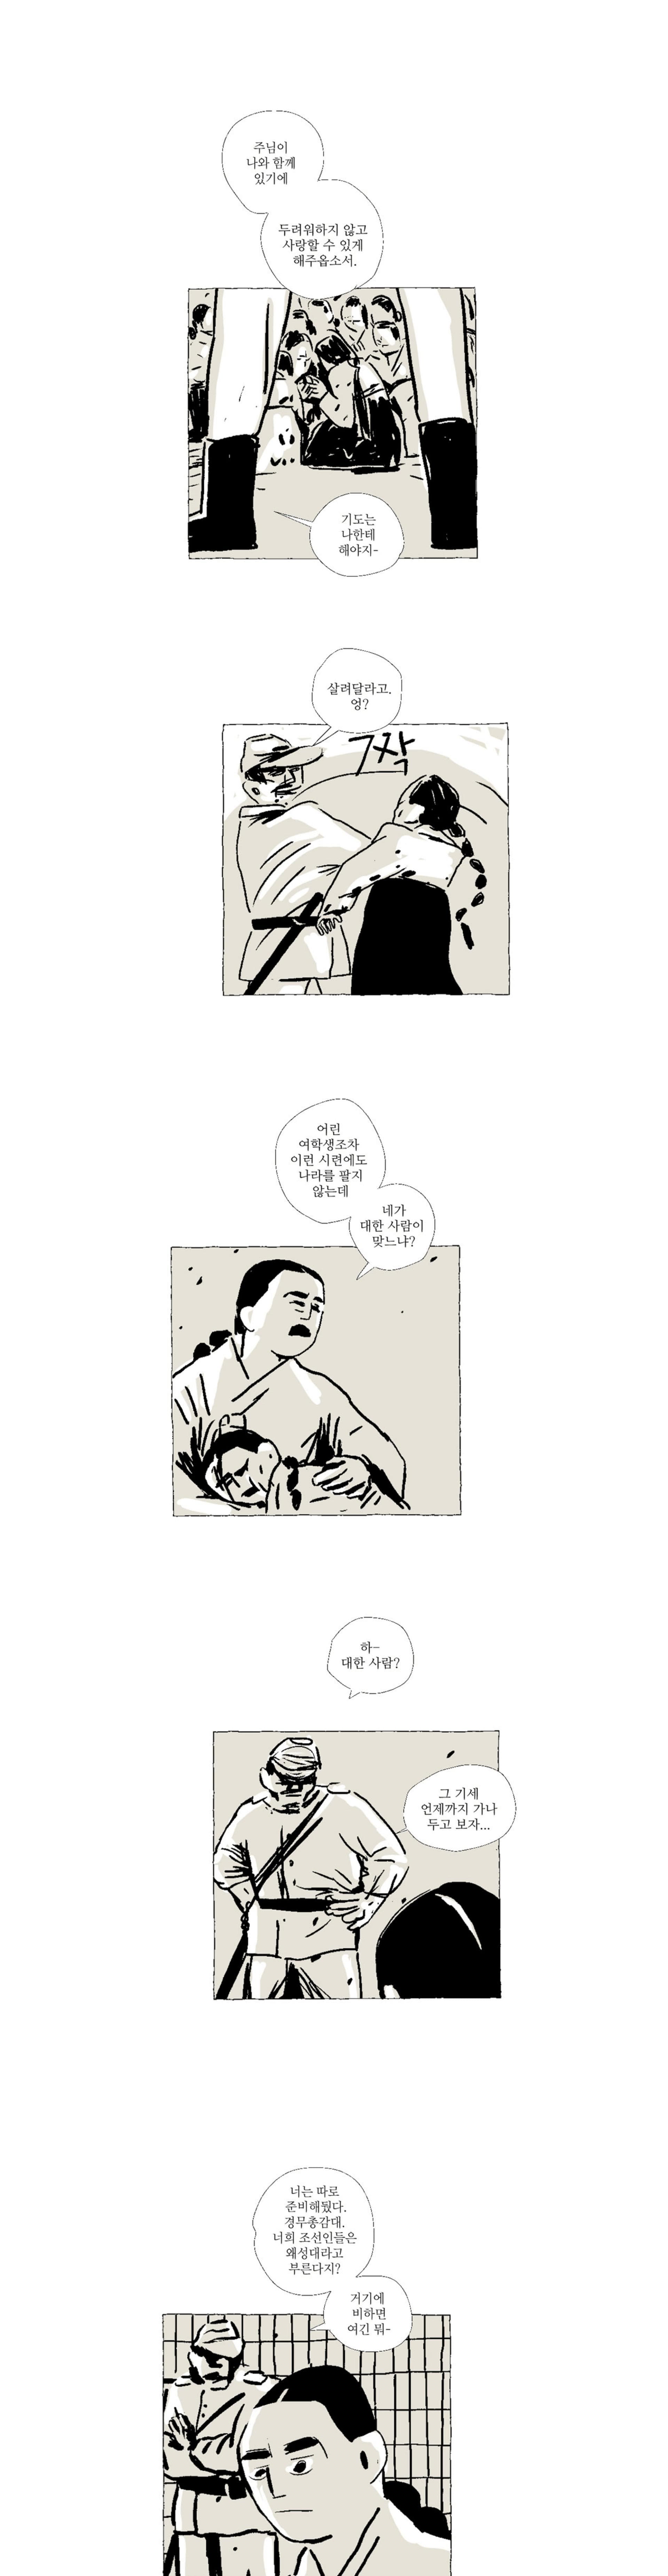 주님이
나와 함께
있기에
두려워하지 않고
사랑할 수 있게
해주옵소서.
기도는
나한테
해야지-
살려달라고.
엉?
어린
여학생조차
이런 시련에도
나라를 팔지
않는데
네가
대한 사람이
맞느냐?
하-
대한 사람?
그 기세
언제까지 가나
두고 보자...
너는 따로
준비해뒀다.
경무총감대.
너희 조선인들은
왜성대라고
부른다지?
거기에
비하면
여긴 뭐-